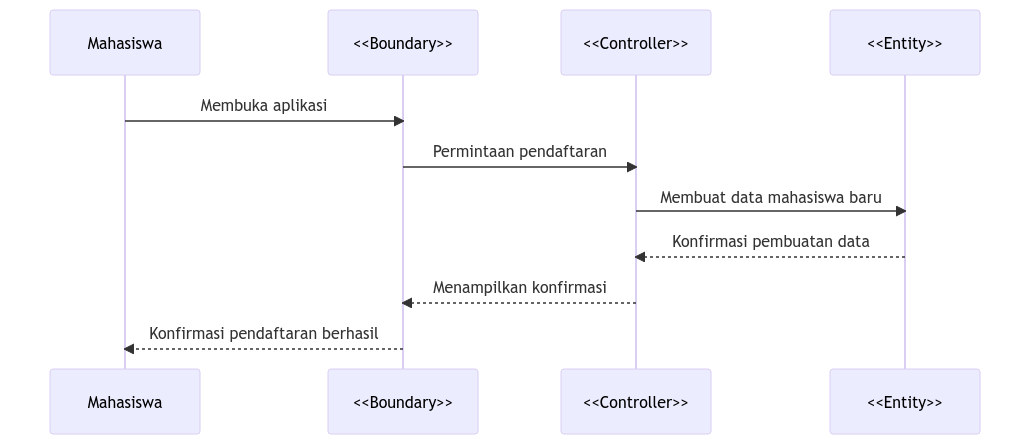 Mahasiswa
<<Boundary>>
<<Controller>>
<<Entity>>
Membuka aplikasi
Permintaan pendaftaran
Membuat data mahasiswa baru
Konfirmasi pembuatan data
Menampilkan konfirmasi
Konfirmasi pendaftaran berhasil
Mahasiswa
<<Boundary>>
<<Controller>>
<<Entity>>